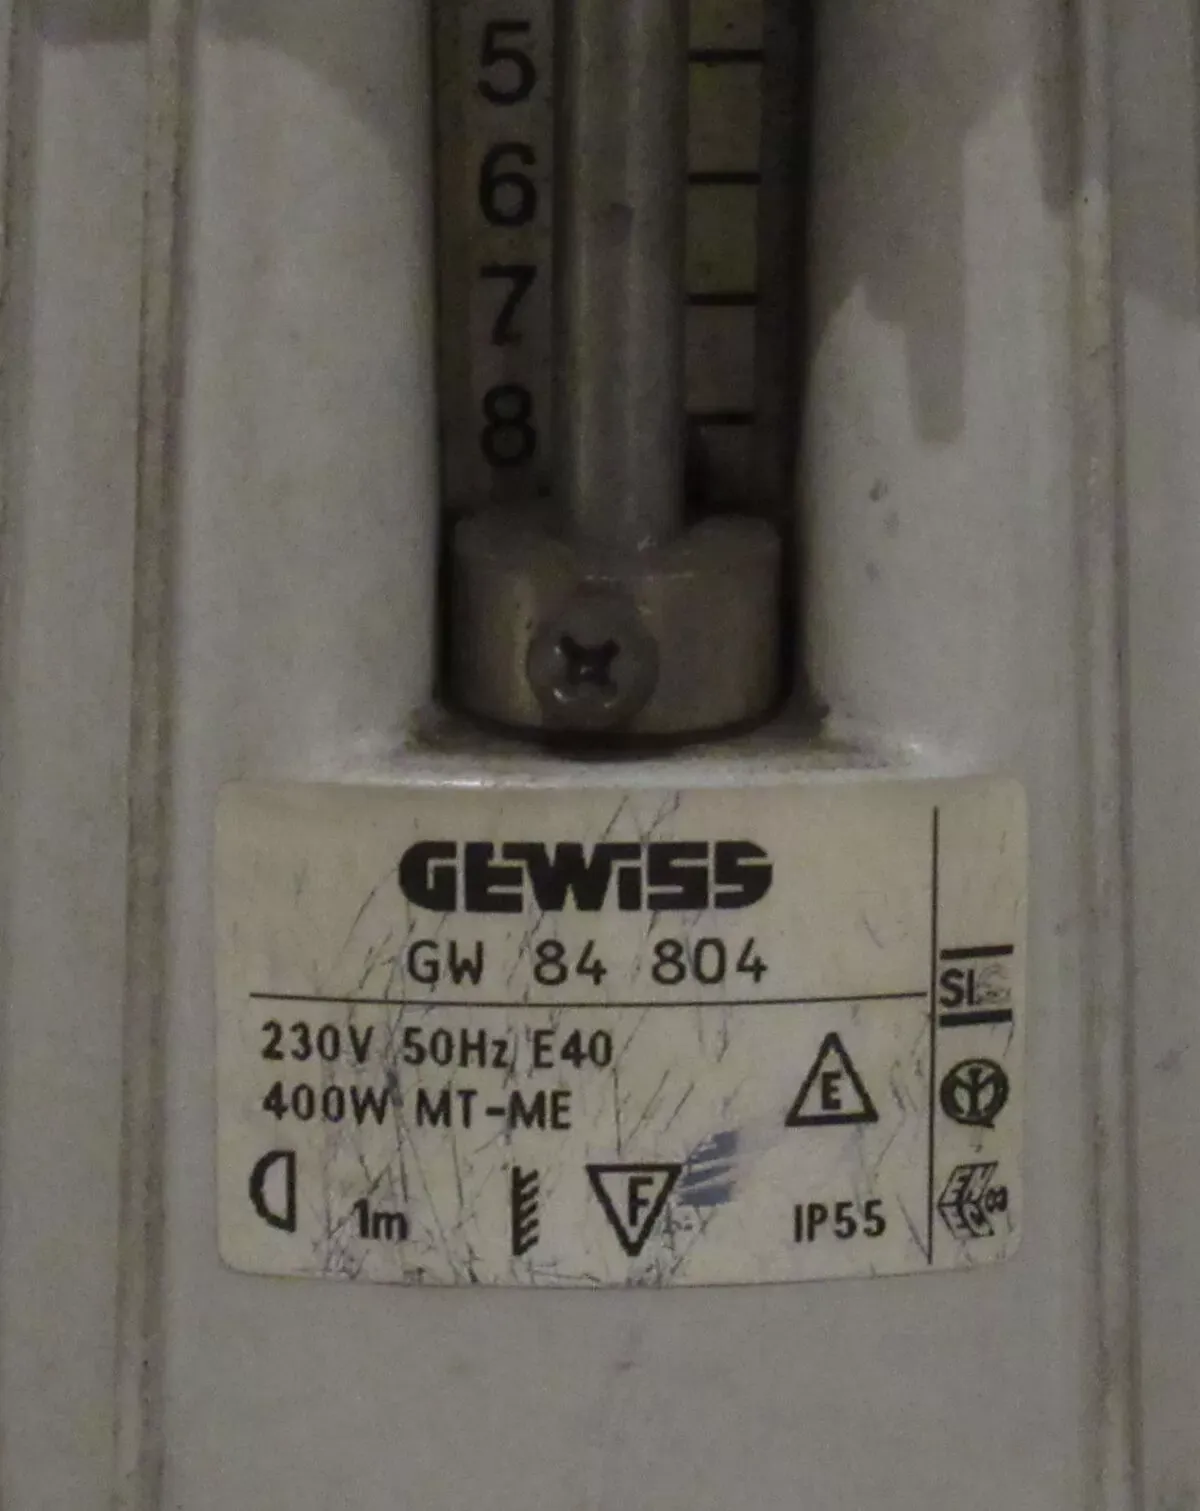 5
6
7
8
GEWiSS
GW 84 804
230V 50Hz E40
400W MT-ME
E
1m
F
IP55